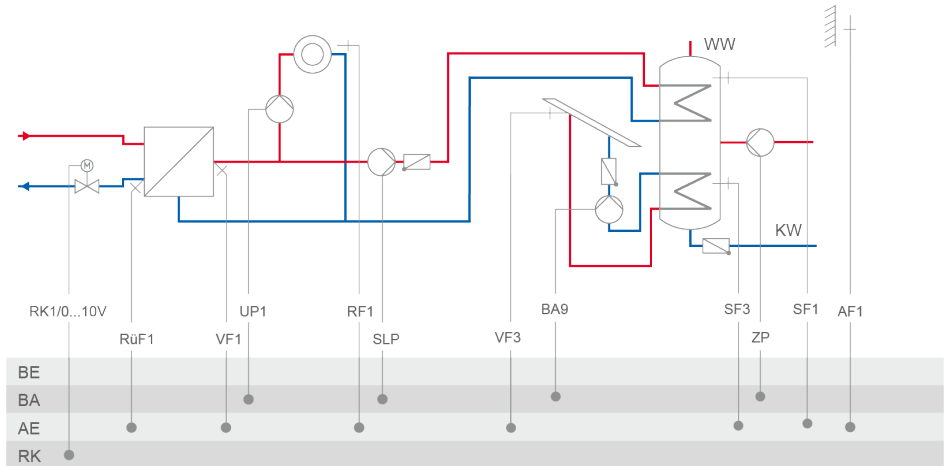 WW
M
KW
RK1/0...10V UP1 RF1 BA9 SF3 SF1 AF1
RüF1 VF1 SLP VF3 ZP
BE
BA
AE
RK